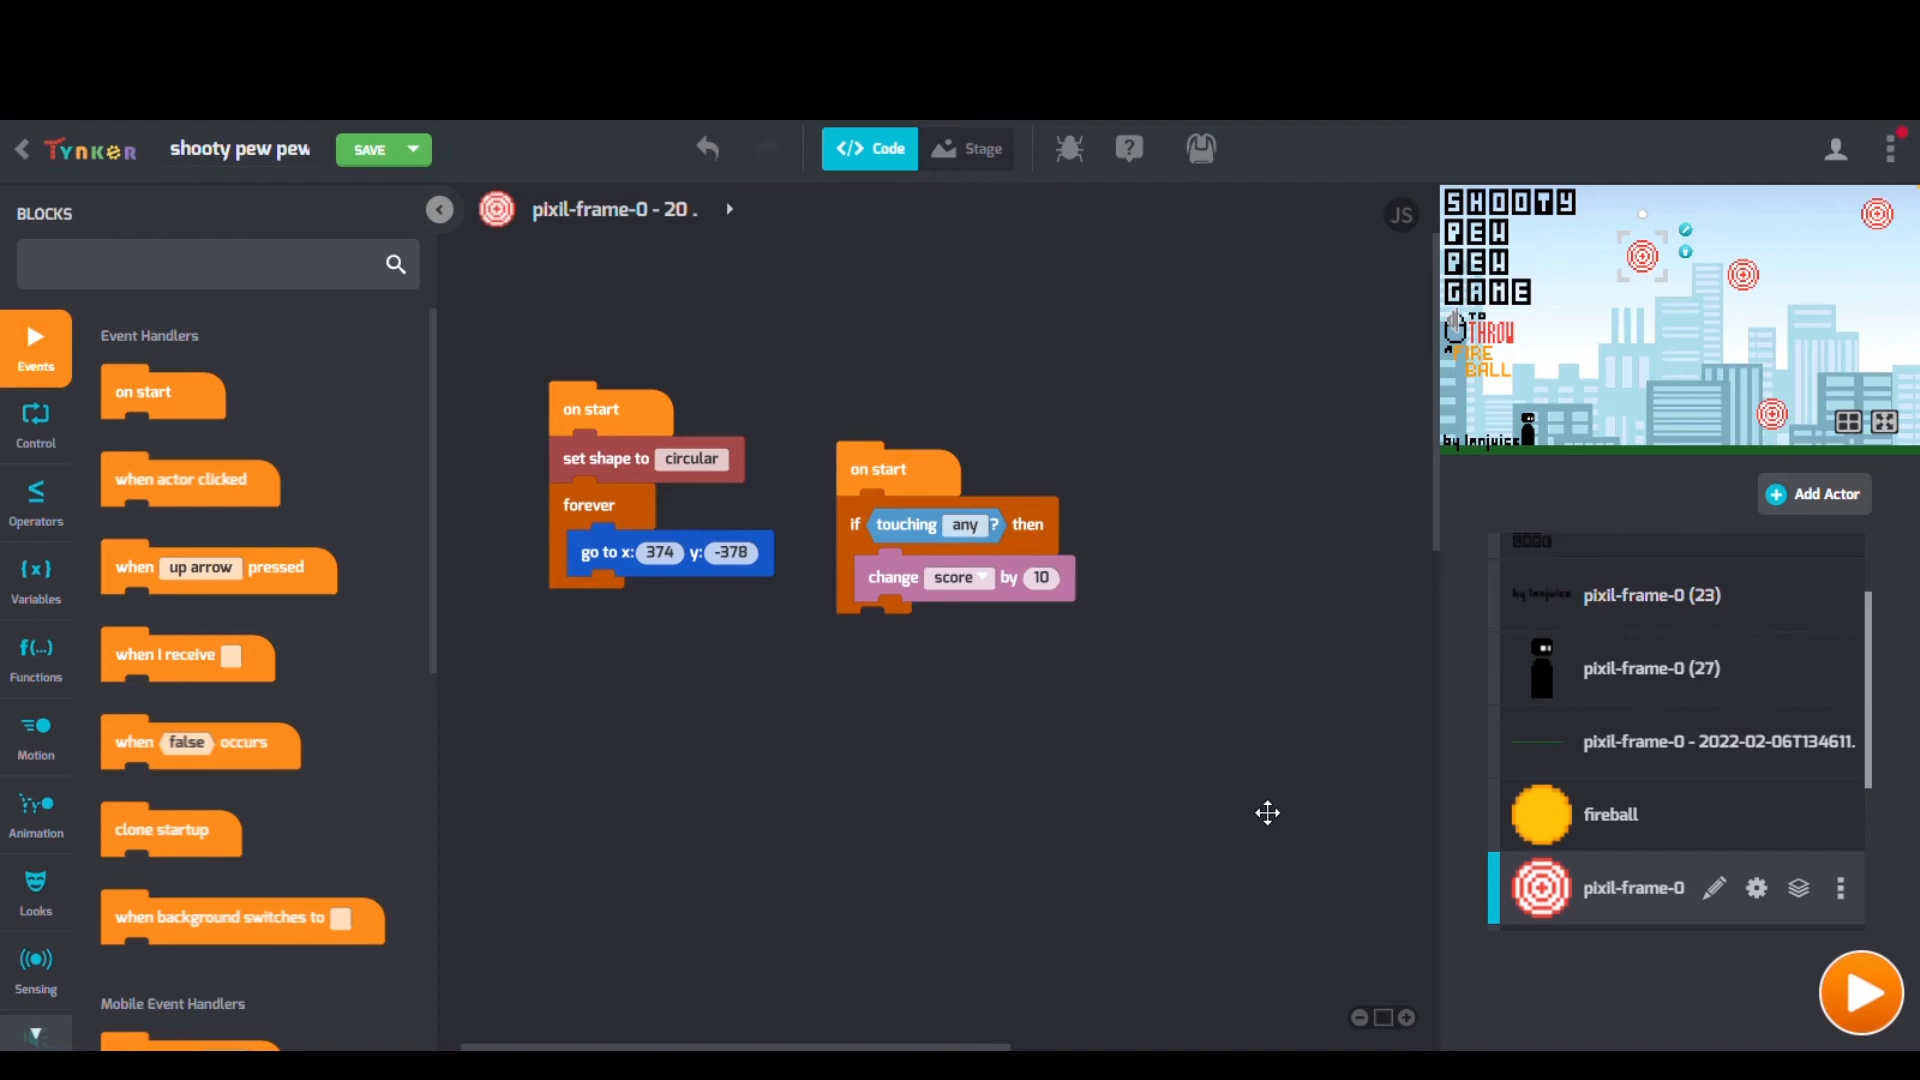 TYNKER
shooty pew pew
SAVE
</> Code
Stage
BLOCKS
pixil-frame-0 - 20 .
JS
Events
Control
Operators
{x}
Variables
f(...)
Functions
Motion
Animation
Looks
Sensing
Event Handlers
on start
when actor clicked
when up arrow pressed
when I receive
when false occurs
clone startup
when background switches to
Mobile Event Handlers
on start
set shape to circular
forever
go to x: 374 y: -378
on start
if touching any ? then
change score by 10
SHOOTY
PEW
PEW
GAME
TO
THROW
A FIRE
BALL
by lenjuice
Add Actor
by lenjuice
pixil-frame-0 (23)
pixil-frame-0 (27)
pixil-frame-0 - 2022-02-06T134611.
fireball
pixil-frame-0